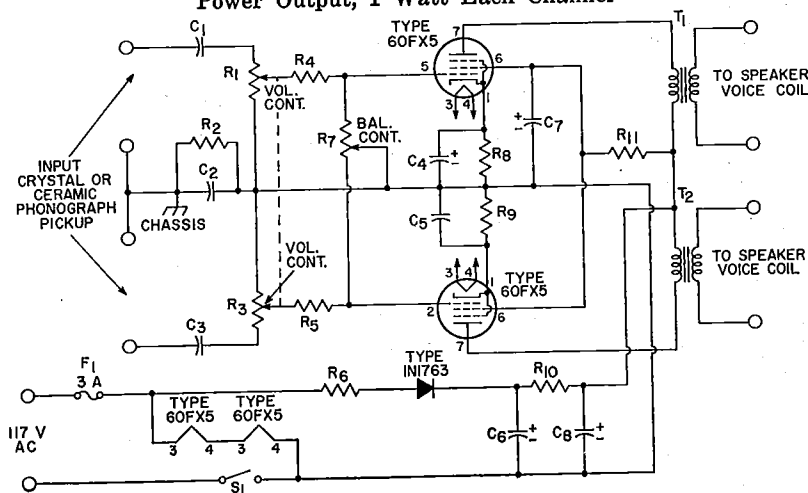 Power Output, 1 Watt Each Channel
TYPE
60FX5
T1
C1
7
R1
R4
5
6
3 4
1
VOL.
CONT.
TO SPEAKER
VOICE COIL
R2
BAL.
CONT.
R7
C7
+
-
R11
INPUT
CRYSTAL OR
CERAMIC
PHONOGRAPH
PICKUP
C2
C4
+
-
R8
CHASSIS
T2
C5
R9
VOL.
CONT.
3 4
1
TYPE
60FX5
TO SPEAKER
VOICE COIL
R3
R5
2
6
C3
7
F1
3 A
R6
TYPE
IN1763
R10
TYPE
60FX5
TYPE
60FX5
117 V
AC
3 4
3 4
C6
+
-
C8
+
-
S1